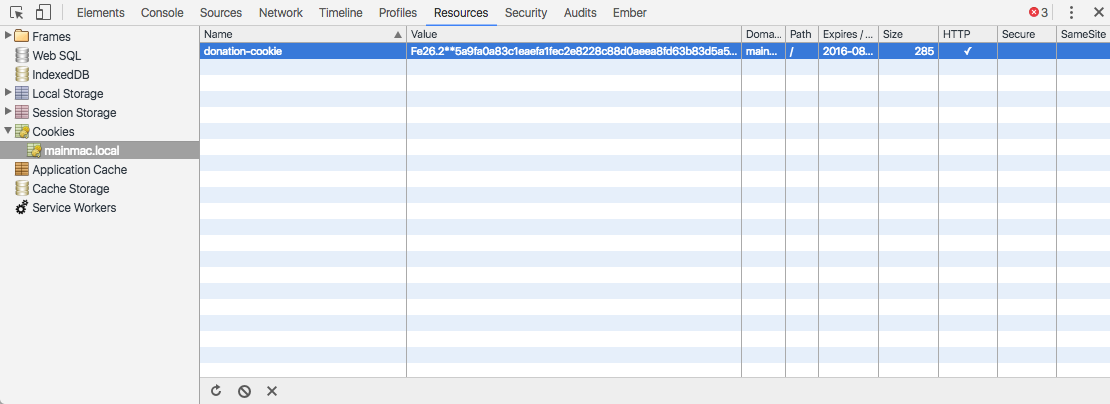 Elements Console Sources Network Timeline Profiles Resources Security Audits Ember 3
Frames
Web SQL
IndexedDB
Local Storage
Session Storage
Cookies
mainmac.local
Application Cache
Cache Storage
Service Workers
Name Value Doma... Path Expires / ... Size HTTP Secure SameSite
donation-cookie Fe26.2**5a9fa0a83c1eaefa1fec2e8228c88d0aeea8fd63b83d5a5... main... / 2016-08... 285 ✓